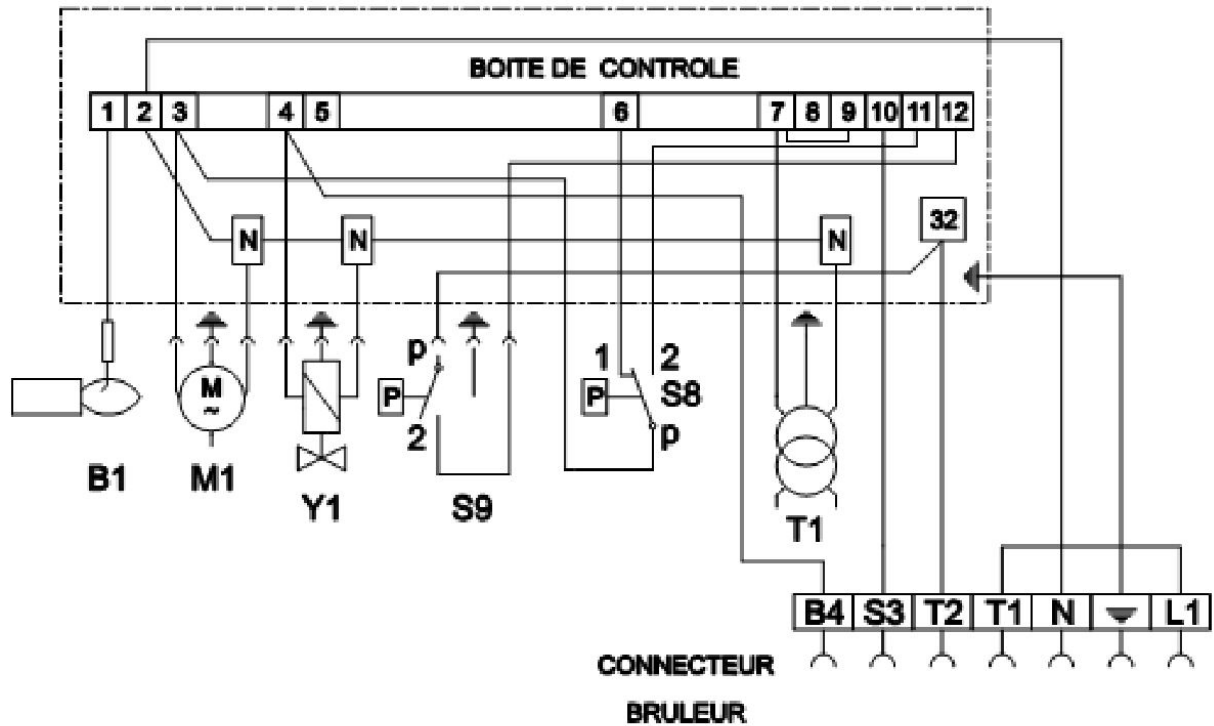 BOITE DE CONTROLE
1 2 3 4 5 6 7 8 9 10 11 12
32
N N N
p 1 2
M ~ P P S8
2 p
B1 M1 Y1 S9 T1
B4 S3 T2 T1 N L1
CONNECTEUR
BRULEUR